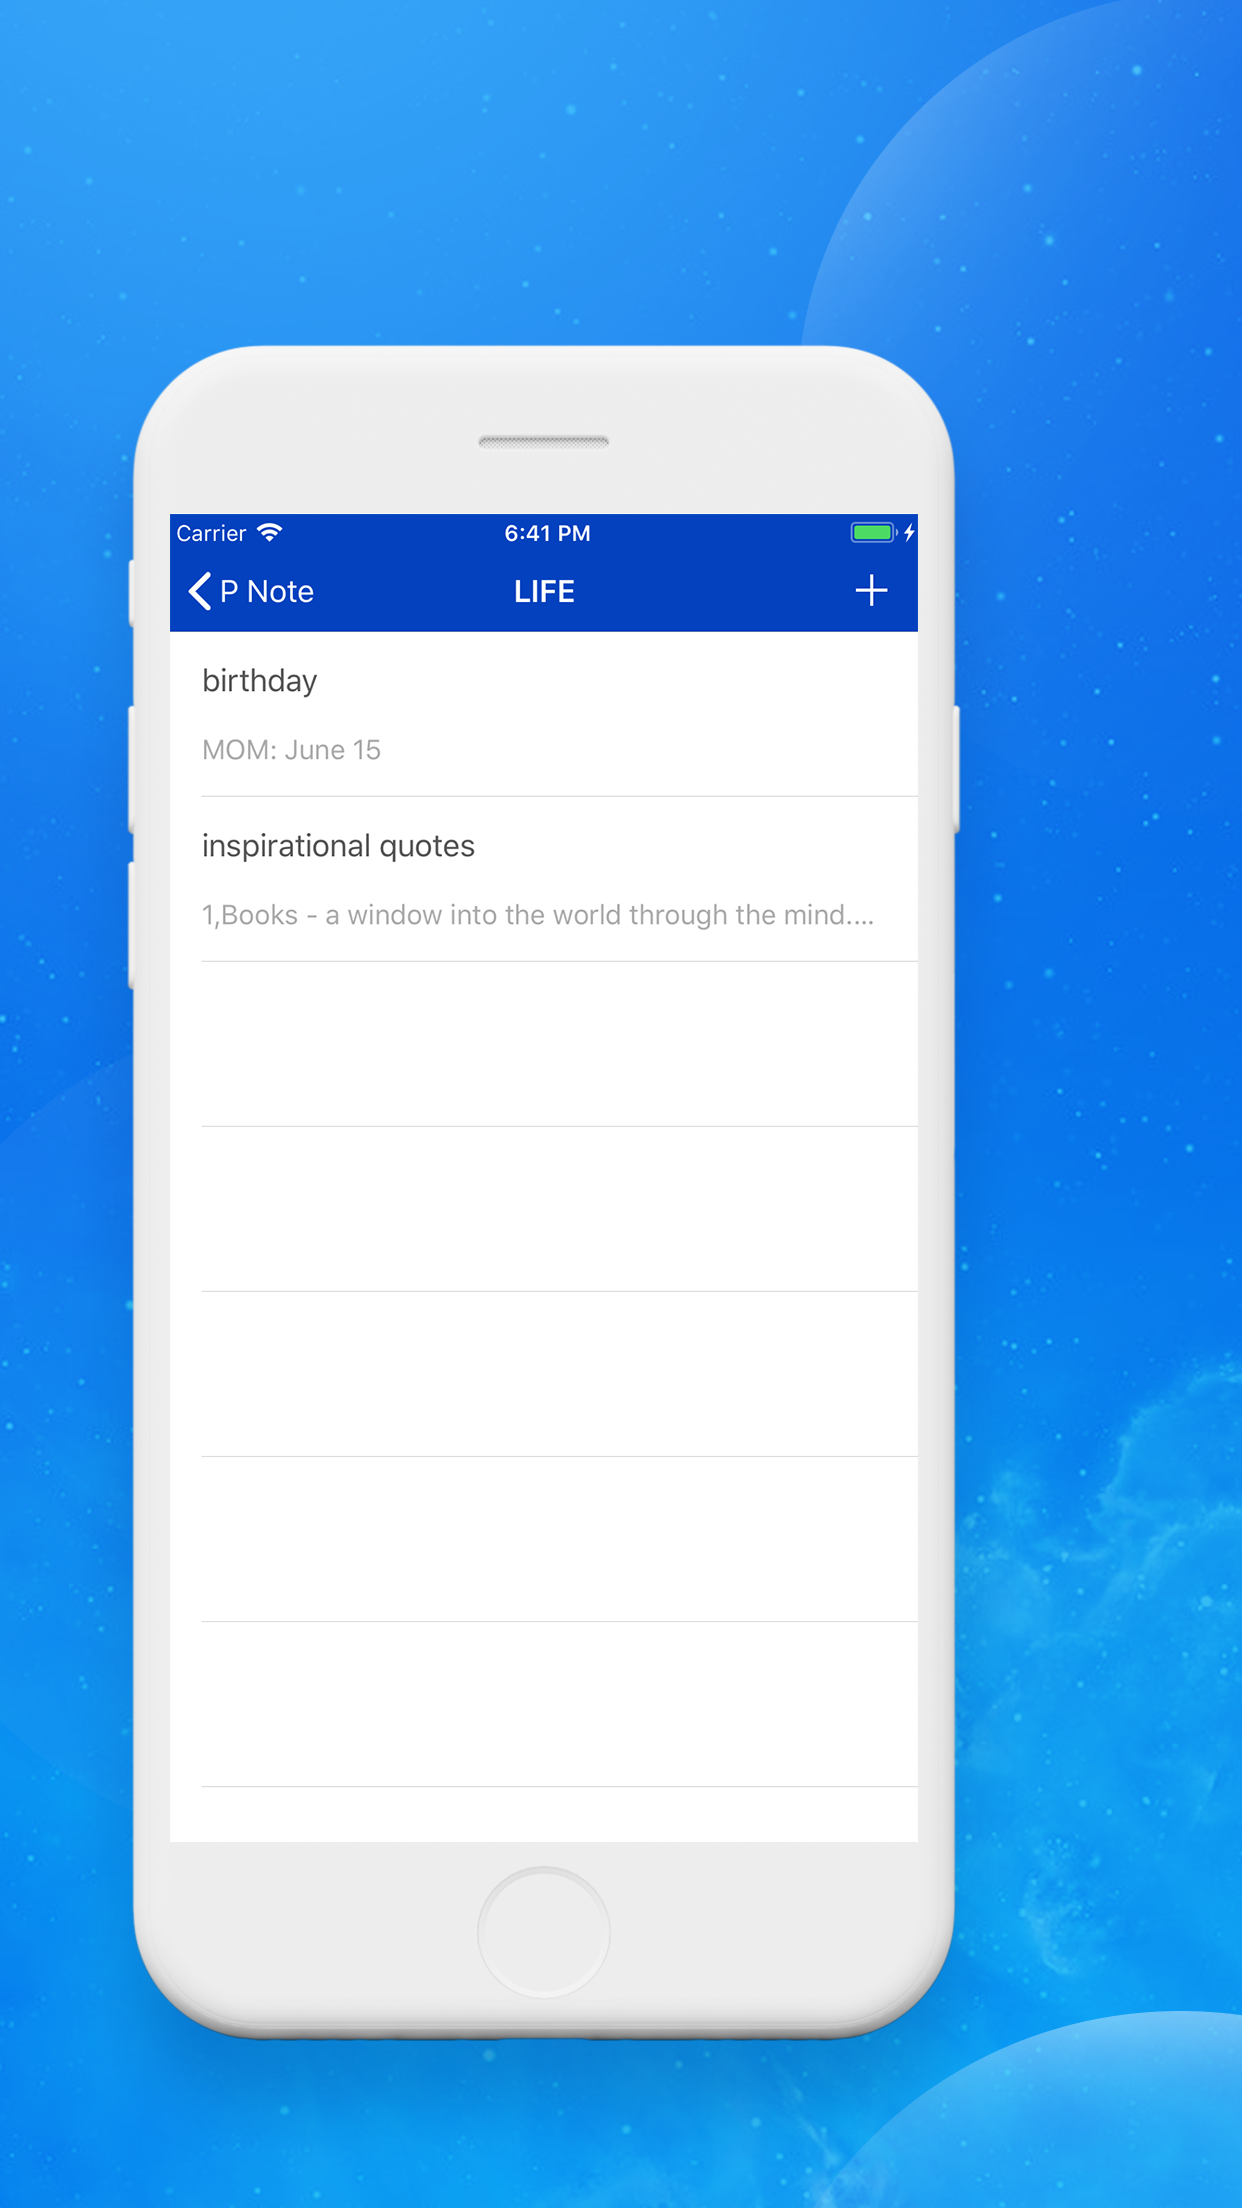 Carrier 6:41 PM
P Note LIFE +
birthday
MOM: June 15
inspirational quotes
1,Books - a window into the world through the mind....